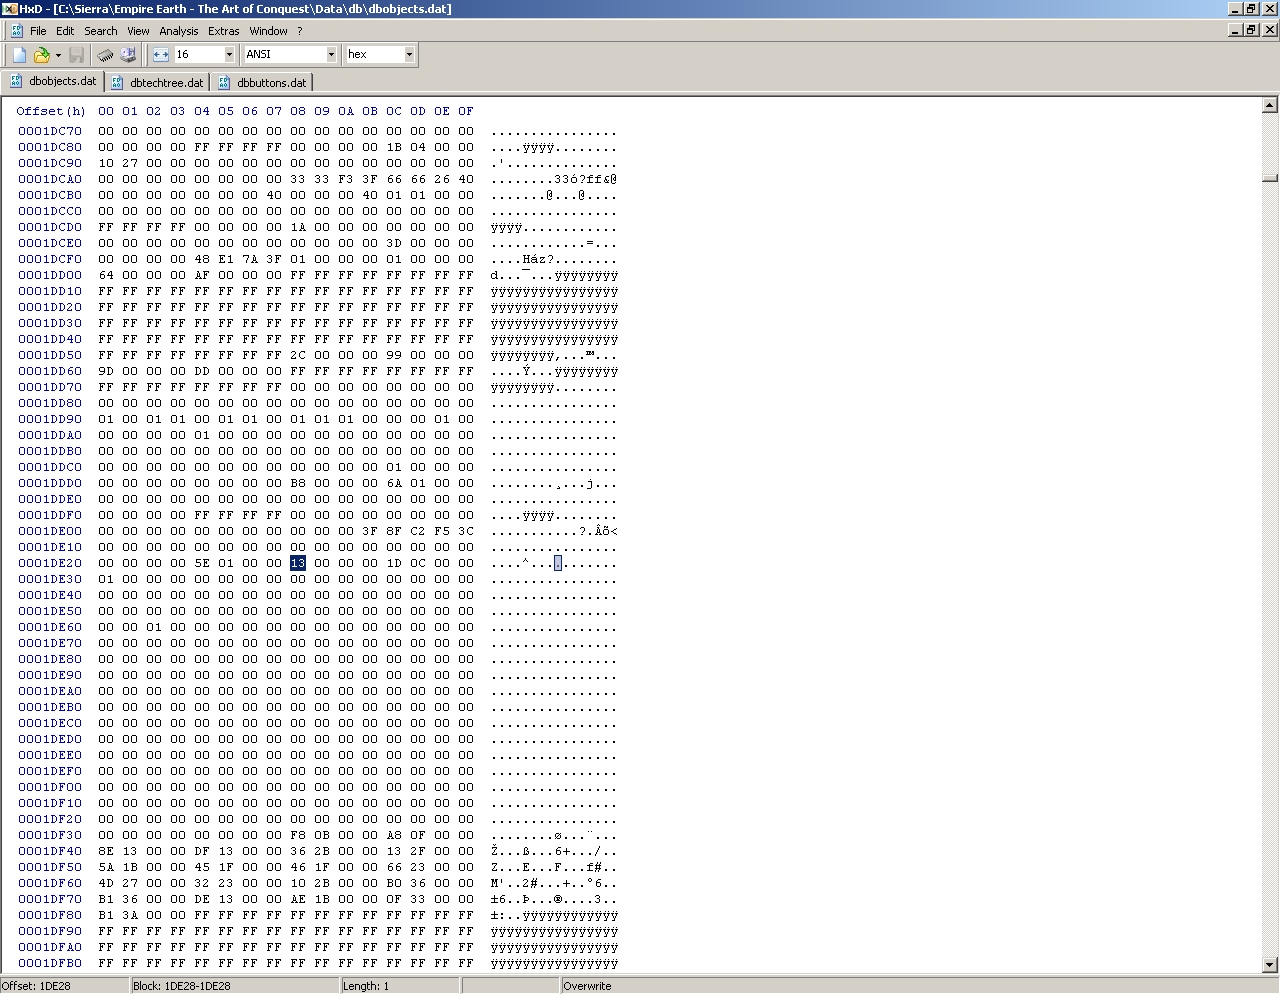 HxD - [C:\Sierra\Empire Earth - The Art of Conquest\Data\db\dbobjects.dat]
File Edit Search View Analysis Extras Window ?
16 ANSI hex
dbobjects.dat dbtechtree.dat dbbuttons.dat
Offset(h) 00 01 02 03 04 05 06 07 08 09 0A 0B 0C 0D 0E 0F
0001DC70 00 00 00 00 00 00 00 00 00 00 00 00 00 00 00 00 ................
0001DC80 00 00 00 00 FF FF FF FF 00 00 00 00 1B 04 00 00 ....ÿÿÿÿ........
0001DC90 10 27 00 00 00 00 00 00 00 00 00 00 00 00 00 00 .'..............
0001DCA0 00 00 00 00 00 00 00 00 33 33 F3 3F 66 66 26 40 ........33ó?ff&@
0001DCB0 00 00 00 00 00 00 00 40 00 00 00 40 01 01 00 00 .......@...@....
0001DCC0 00 00 00 00 00 00 00 00 00 00 00 00 00 00 00 00 ................
0001DCD0 FF FF FF FF 00 00 00 00 1A 00 00 00 00 00 00 00 ÿÿÿÿ............
0001DCE0 00 00 00 00 00 00 00 00 00 00 00 00 3D 00 00 00 ............=...
0001DCF0 00 00 00 00 48 E1 7A 3F 01 00 00 00 01 00 00 00 ....Ház?........
0001DD00 64 00 00 00 AF 00 00 00 FF FF FF FF FF FF FF FF d...¯...ÿÿÿÿÿÿÿÿ
0001DD10 FF FF FF FF FF FF FF FF FF FF FF FF FF FF FF FF ÿÿÿÿÿÿÿÿÿÿÿÿÿÿÿÿ
0001DD20 FF FF FF FF FF FF FF FF FF FF FF FF FF FF FF FF ÿÿÿÿÿÿÿÿÿÿÿÿÿÿÿÿ
0001DD30 FF FF FF FF FF FF FF FF FF FF FF FF FF FF FF FF ÿÿÿÿÿÿÿÿÿÿÿÿÿÿÿÿ
0001DD40 FF FF FF FF FF FF FF FF FF FF FF FF FF FF FF FF ÿÿÿÿÿÿÿÿÿÿÿÿÿÿÿÿ
0001DD50 FF FF FF FF FF FF FF FF 2C 00 00 00 99 00 00 00 ÿÿÿÿÿÿÿÿ,...™...
0001DD60 9D 00 00 00 DD 00 00 00 FF FF FF FF FF FF FF FF ....Ý...ÿÿÿÿÿÿÿÿ
0001DD70 FF FF FF FF FF FF FF FF 00 00 00 00 00 00 00 00 ÿÿÿÿÿÿÿÿ........
0001DD80 00 00 00 00 00 00 00 00 00 00 00 00 00 00 00 00 ................
0001DD90 01 00 01 01 00 01 01 00 01 01 01 00 00 00 01 00 ................
0001DDA0 00 00 00 00 01 00 00 00 00 00 00 00 00 00 00 00 ................
0001DDB0 00 00 00 00 00 00 00 00 00 00 00 00 00 00 00 00 ................
0001DDC0 00 00 00 00 00 00 00 00 00 00 00 00 01 00 00 00 ................
0001DDD0 00 00 00 00 00 00 00 00 B8 00 00 00 6A 01 00 00 ........¸...j...
0001DDE0 00 00 00 00 00 00 00 00 00 00 00 00 00 00 00 00 ................
0001DDF0 00 00 00 00 FF FF FF FF 00 00 00 00 00 00 00 00 ....ÿÿÿÿ........
0001DE00 00 00 00 00 00 00 00 00 00 00 00 3F 8F C2 F5 3C ...........?.Âõ<
0001DE10 00 00 00 00 00 00 00 00 00 00 00 00 00 00 00 00 ................
0001DE20 00 00 00 00 5E 01 00 00 13 00 00 00 1D 0C 00 00 ....^...........
0001DE30 01 00 00 00 00 00 00 00 00 00 00 00 00 00 00 00 ................
0001DE40 00 00 00 00 00 00 00 00 00 00 00 00 00 00 00 00 ................
0001DE50 00 00 00 00 00 00 00 00 00 00 00 00 00 00 00 00 ................
0001DE60 00 00 01 00 00 00 00 00 00 00 00 00 00 00 00 00 ................
0001DE70 00 00 00 00 00 00 00 00 00 00 00 00 00 00 00 00 ................
0001DE80 00 00 00 00 00 00 00 00 00 00 00 00 00 00 00 00 ................
0001DE90 00 00 00 00 00 00 00 00 00 00 00 00 00 00 00 00 ................
0001DEA0 00 00 00 00 00 00 00 00 00 00 00 00 00 00 00 00 ................
0001DEB0 00 00 00 00 00 00 00 00 00 00 00 00 00 00 00 00 ................
0001DEC0 00 00 00 00 00 00 00 00 00 00 00 00 00 00 00 00 ................
0001DED0 00 00 00 00 00 00 00 00 00 00 00 00 00 00 00 00 ................
0001DEE0 00 00 00 00 00 00 00 00 00 00 00 00 00 00 00 00 ................
0001DEF0 00 00 00 00 00 00 00 00 00 00 00 00 00 00 00 00 ................
0001DF00 00 00 00 00 00 00 00 00 00 00 00 00 00 00 00 00 ................
0001DF10 00 00 00 00 00 00 00 00 00 00 00 00 00 00 00 00 ................
0001DF20 00 00 00 00 00 00 00 00 00 00 00 00 00 00 00 00 ................
0001DF30 00 00 00 00 00 00 00 00 F8 0B 00 00 A8 0F 00 00 ........ø...¨...
0001DF40 8E 13 00 00 DF 13 00 00 36 2B 00 00 13 2F 00 00 Ž...ß...6+.../..
0001DF50 5A 1B 00 00 45 1F 00 00 46 1F 00 00 66 23 00 00 Z...E...F...f#..
0001DF60 4D 27 00 00 32 23 00 00 10 2B 00 00 B0 36 00 00 M'..2#...+..°6..
0001DF70 B1 36 00 00 DE 13 00 00 AE 1B 00 00 0F 33 00 00 ±6..Þ...®....3..
0001DF80 B1 3A 00 00 FF FF FF FF FF FF FF FF FF FF FF FF ±:..ÿÿÿÿÿÿÿÿÿÿÿÿ
0001DF90 FF FF FF FF FF FF FF FF FF FF FF FF FF FF FF FF ÿÿÿÿÿÿÿÿÿÿÿÿÿÿÿÿ
0001DFA0 FF FF FF FF FF FF FF FF FF FF FF FF FF FF FF FF ÿÿÿÿÿÿÿÿÿÿÿÿÿÿÿÿ
0001DFB0 FF FF FF FF FF FF FF FF FF FF FF FF FF FF FF FF ÿÿÿÿÿÿÿÿÿÿÿÿÿÿÿÿ
Offset: 1DE28 Block: 1DE28-1DE28 Length: 1 Overwrite